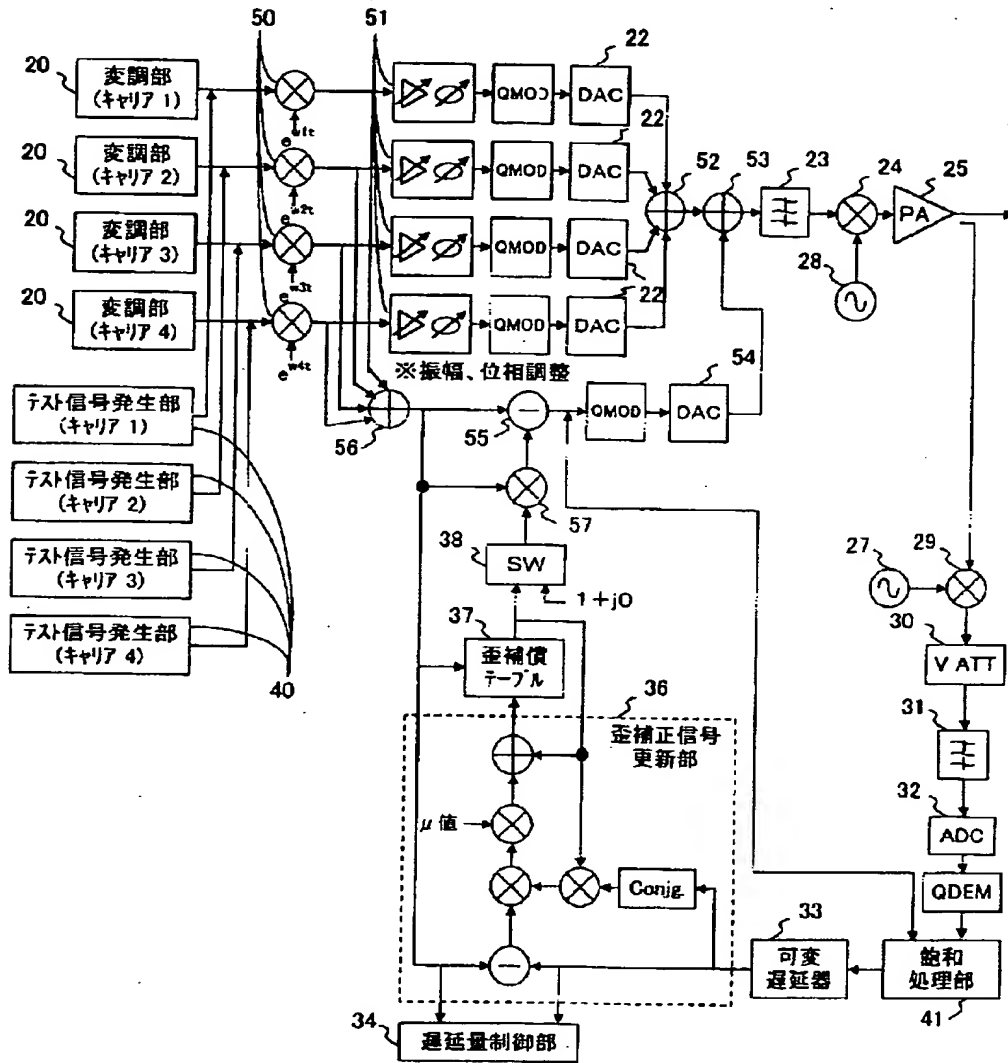 50
51
20
変調部
(キャリア 1)
e^w1t
QMOD
DAC
22
20
変調部
(キャリア 2)
e^w2t
QMOD
DAC
22
52
53
23
24
25
PA
28
20
変調部
(キャリア 3)
e^w3t
QMOD
DAC
22
20
変調部
(キャリア 4)
e^w4t
QMOD
DAC
22
※振幅、位相調整
テスト信号発生部
(キャリア 1)
テスト信号発生部
(キャリア 2)
テスト信号発生部
(キャリア 3)
テスト信号発生部
(キャリア 4)
40
56
55
QMOD
DAC
54
57
38
SW
1+j0
37
歪補償
テーブル
36
歪補正信号
更新部
μ値
Conjg.
27
29
30
V ATT
31
32
ADC
QDEM
33
可変
遅延器
飽和
処理部
41
34
遅延量制御部